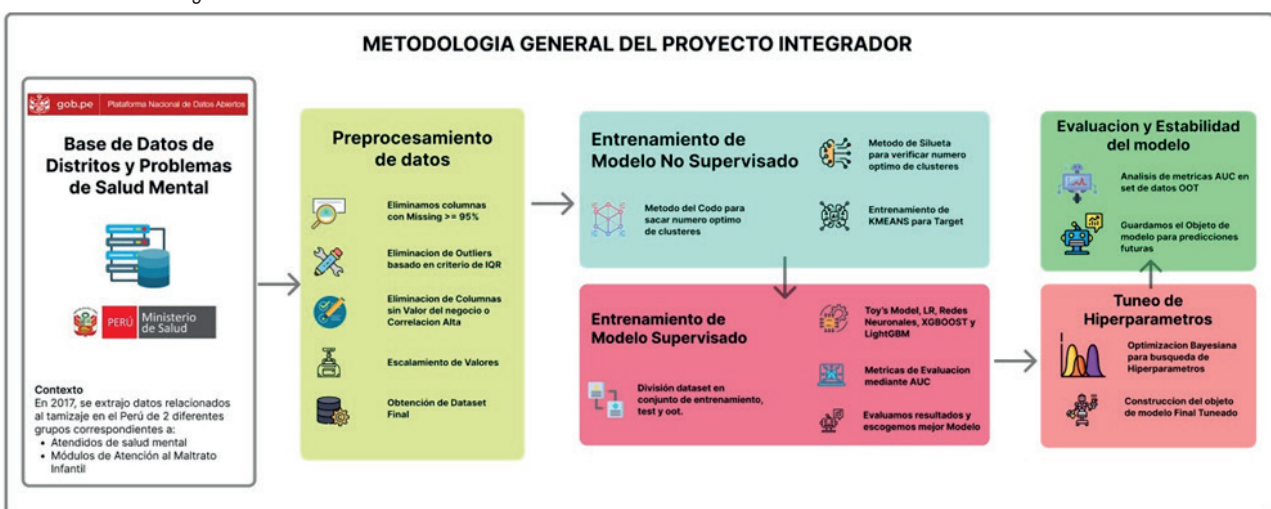 METODOLOGIA GENERAL DEL PROYECTO INTEGRADOR
gob.pe
Plataforma Nacional de Datos Abiertos
Base de Datos de
Distritos y Problemas
de Salud Mental
PERÚ
Ministerio
de Salud
Contexto
En 2017, se extrajo datos relacionados
al tamizaje en el Perú de 2 diferentes
grupos correspondientes a:
• Atendidos de salud mental
• Módulos de Atención al Maltrato
Infantil
Preprocesamiento
de datos
Eliminamos columnas
con Missing >= 95%
Eliminacion de Outliers
basado en criterio de IQR
Eliminacion de Columnas
sin Valor del negocio o
Correlacion Alta
Escalamiento de Valores
Obtención de Dataset
Final
Entrenamiento de
Modelo No Supervisado
Metodo del Codo para
sacar numero optimo
de clusteres
Metodo de Silueta
para verificar numero
optimo de clusteres
Entrenamiento de
KMEANS para Target
Entrenamiento de
Modelo Supervisado
División dataset en
conjunto de entrenamiento,
test y oot.
Toy's Model, LR, Redes
Neuronales, XGBOOST y
LightGBM
Metricas de Evaluacion
mediante AUC
Evaluamos resultados y
escogemos mejor Modelo
Tuneo de
Hiperparametros
Optimizacion Bayesiana
para busqueda de
Hiperparametros
Construccion del objeto
de modelo Final Tuneado
Evaluacion y Estabilidad
del modelo
Analisis de metricas AUC en
set de datos OOT
Guardamos el Objeto de
modelo para predicciones
futuras